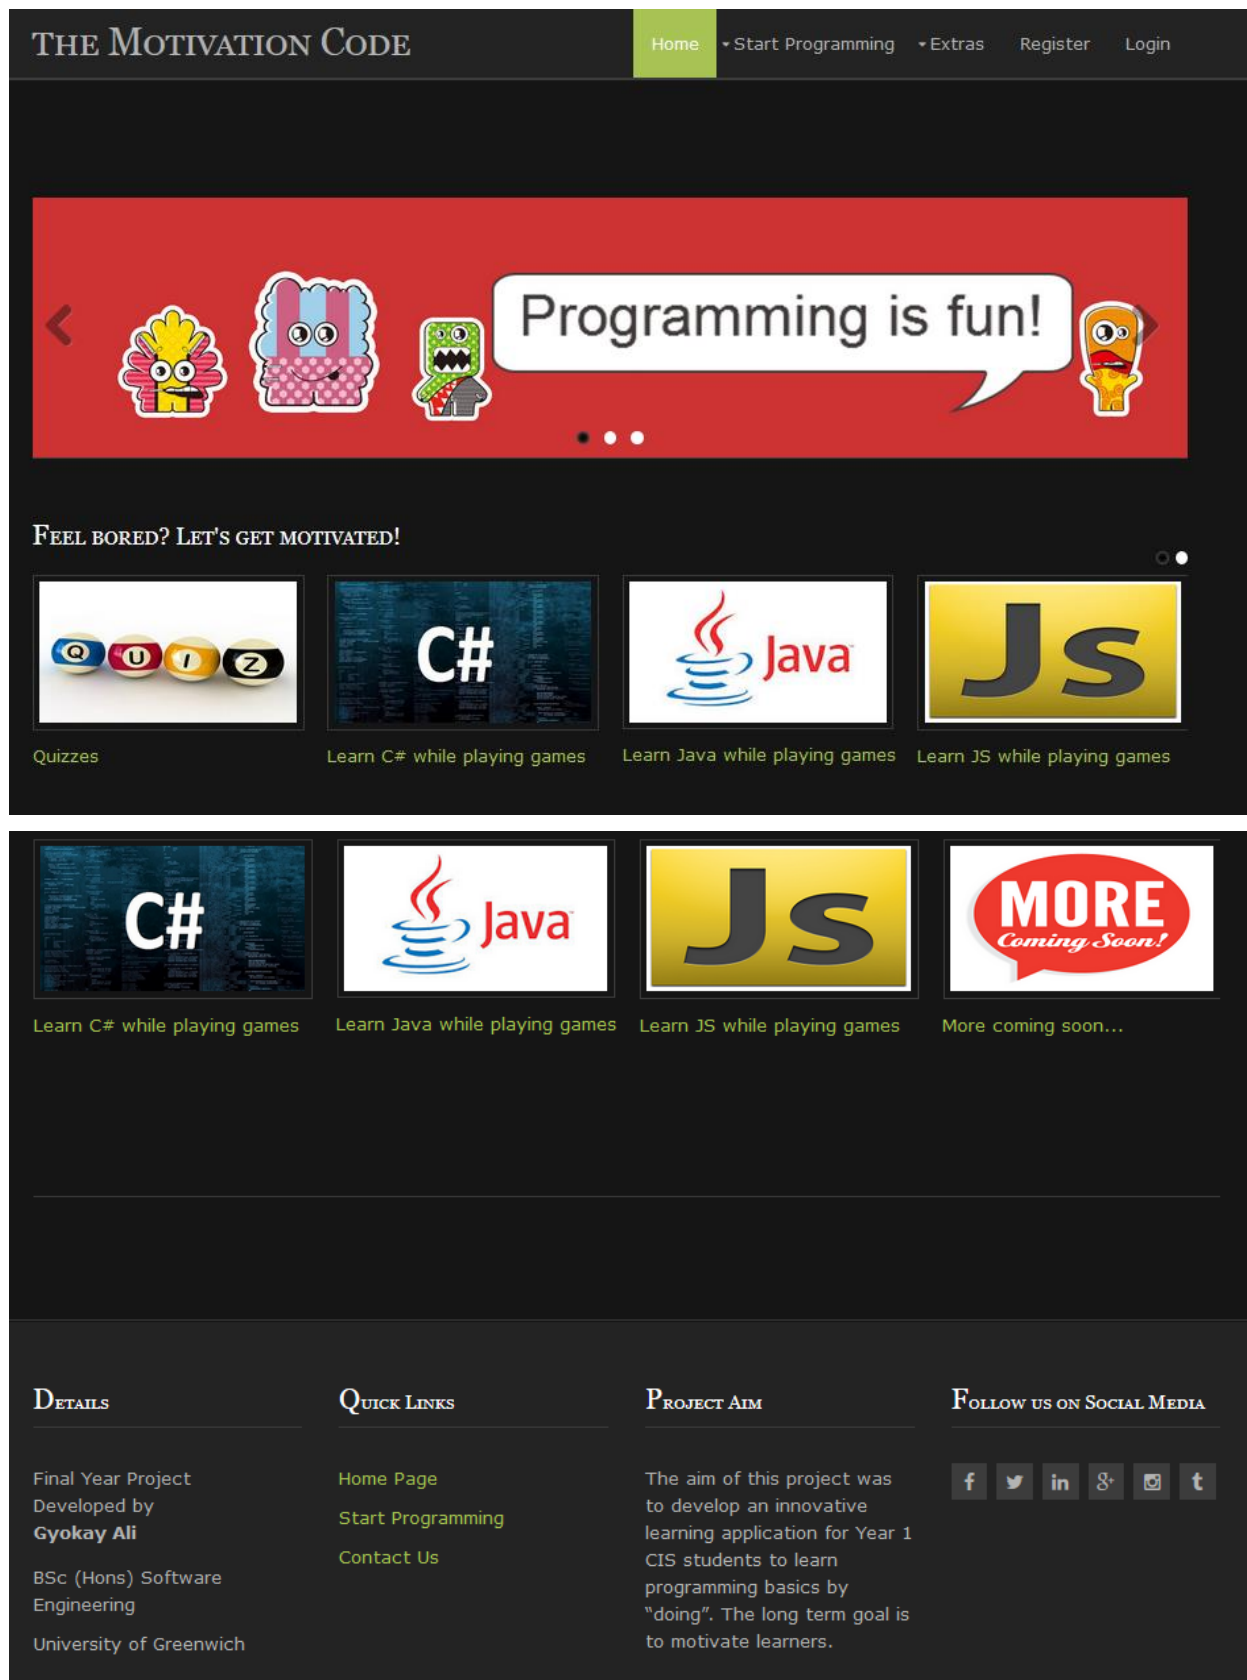 The Motivation Code
Home Start Programming Extras Register Login
Programming is fun!
Feel bored? Let's get motivated!
Q U I Z
C#
Java
Js
Quizzes
Learn C# while playing games
Learn Java while playing games
Learn JS while playing games
C#
Java
Js
MORE
Coming Soon!
Learn C# while playing games
Learn Java while playing games
Learn JS while playing games
More coming soon...
Details
Final Year Project
Developed by
Gyokay Ali
BSc (Hons) Software
Engineering
University of Greenwich
Quick Links
Home Page
Start Programming
Contact Us
Project Aim
The aim of this project was
to develop an innovative
learning application for Year 1
CIS students to learn
programming basics by
“doing”. The long term goal is
to motivate learners.
Follow us on Social Media
f in g+ t